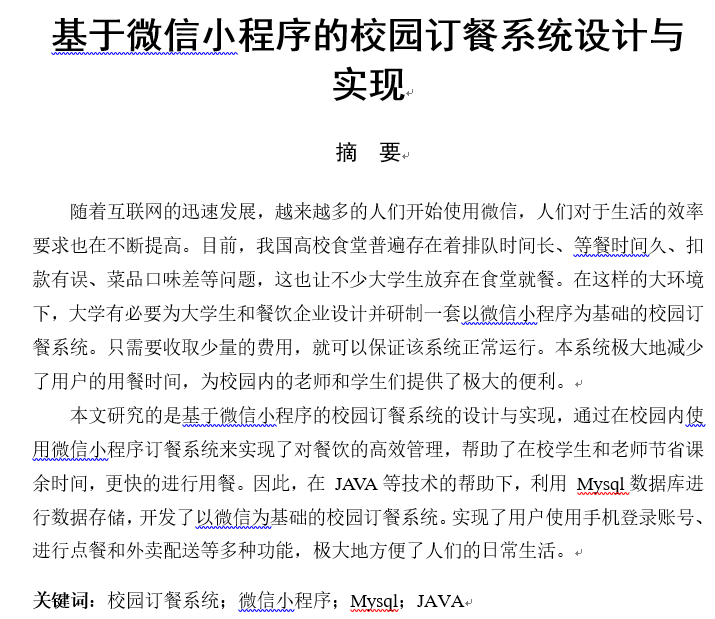 基于微信小程序的校园订餐系统设计与
实现
摘　要
随着互联网的迅速发展，越来越多的人们开始使用微信，人们对于生活的效率
要求也在不断提高。目前，我国高校食堂普遍存在着排队时间长、等餐时间久、扣
款有误、菜品口味差等问题，这也让不少大学生放弃在食堂就餐。在这样的大环境
下，大学有必要为大学生和餐饮企业设计并研制一套以微信小程序为基础的校园订
餐系统。只需要收取少量的费用，就可以保证该系统正常运行。本系统极大地减少
了用户的用餐时间，为校园内的老师和学生们提供了极大的便利。
本文研究的是基于微信小程序的校园订餐系统的设计与实现，通过在校园内使
用微信小程序订餐系统来实现了对餐饮的高效管理，帮助了在校学生和老师节省课
余时间，更快的进行用餐。因此，在 JAVA 等技术的帮助下，利用 Mysql 数据库进
行数据存储，开发了以微信为基础的校园订餐系统。实现了用户使用手机登录账号、
进行点餐和外卖配送等多种功能，极大地方便了人们的日常生活。
关键词：校园订餐系统；微信小程序；Mysql；JAVA